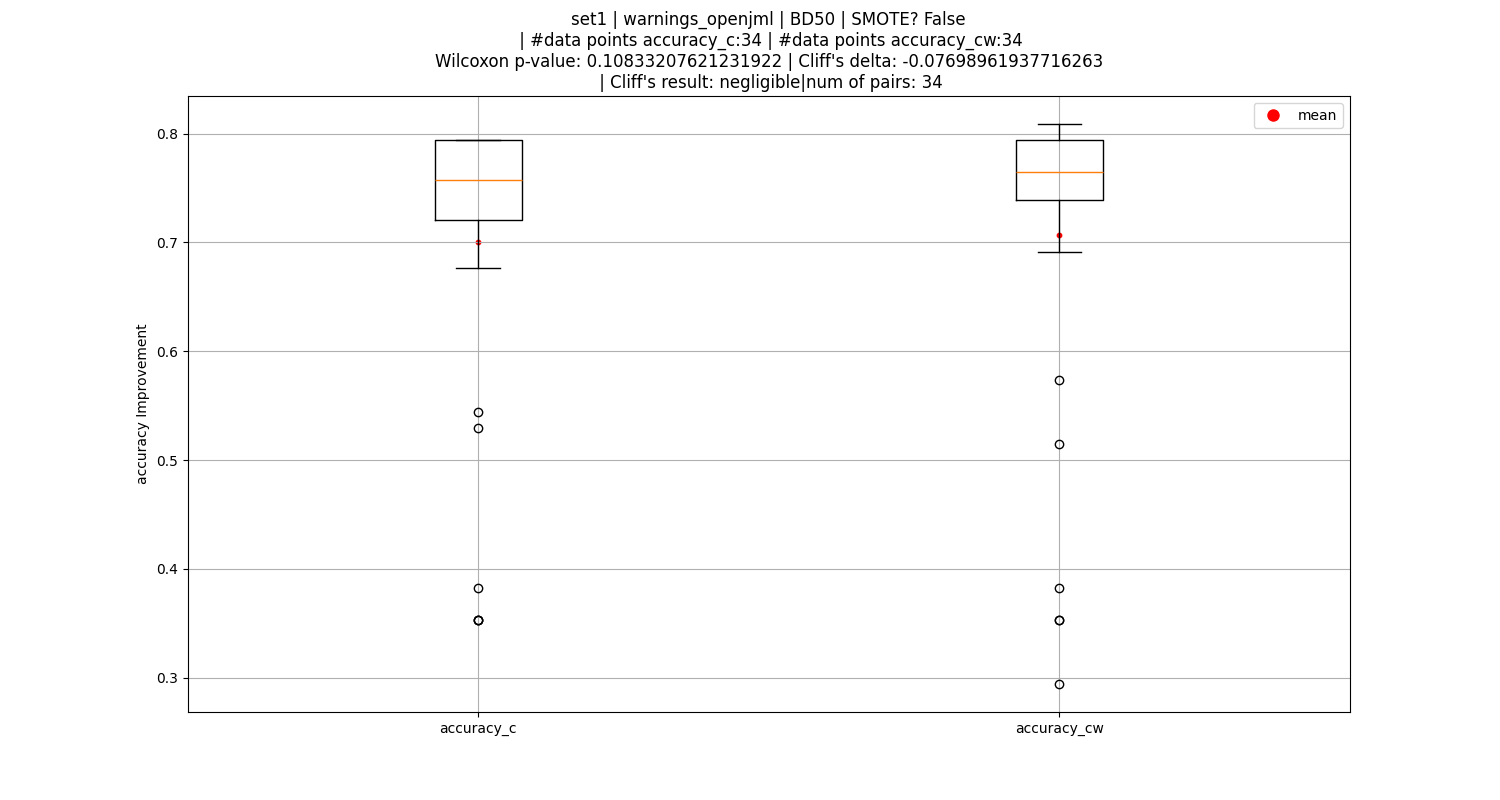 set1 | warnings_openjml | BD50 | SMOTE? False
| #data points accuracy_c:34 | #data points accuracy_cw:34
Wilcoxon p-value: 0.10833207621231922 | Cliff's delta: -0.07698961937716263
| Cliff's result: negligible|num of pairs: 34
mean
0.8
0.7
0.6
0.5
0.4
0.3
accuracy Improvement
accuracy_c
accuracy_cw